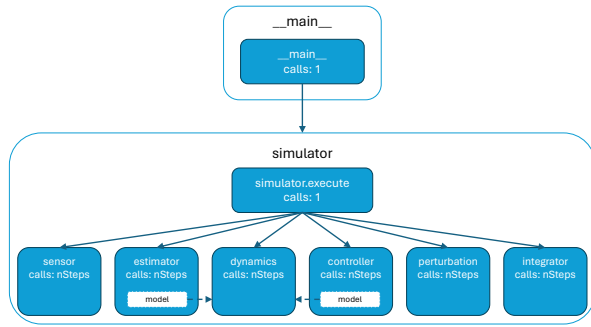 __main__
__main__
calls: 1
simulator
simulator.execute
calls: 1
sensor
calls: nSteps
estimator
calls: nSteps
model
dynamics
calls: nSteps
controller
calls: nSteps
model
perturbation
calls: nSteps
integrator
calls: nSteps